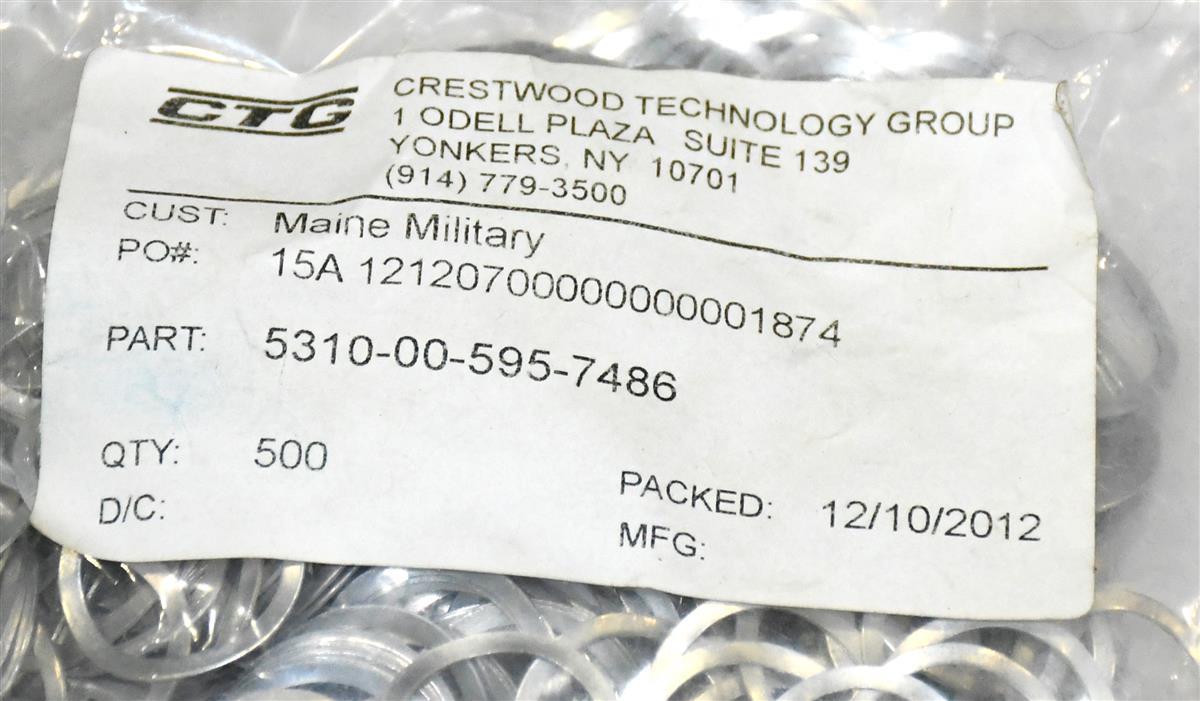 CTG
CRESTWOOD TECHNOLOGY GROUP
1 ODELL PLAZA SUITE 139
YONKERS, NY 10701
(914) 779-3500
CUST: Maine Military
PO#: 15A 1212070000000001874
PART: 5310-00-595-7486
QTY: 500
PACKED: 12/10/2012
D/C:
MFG: